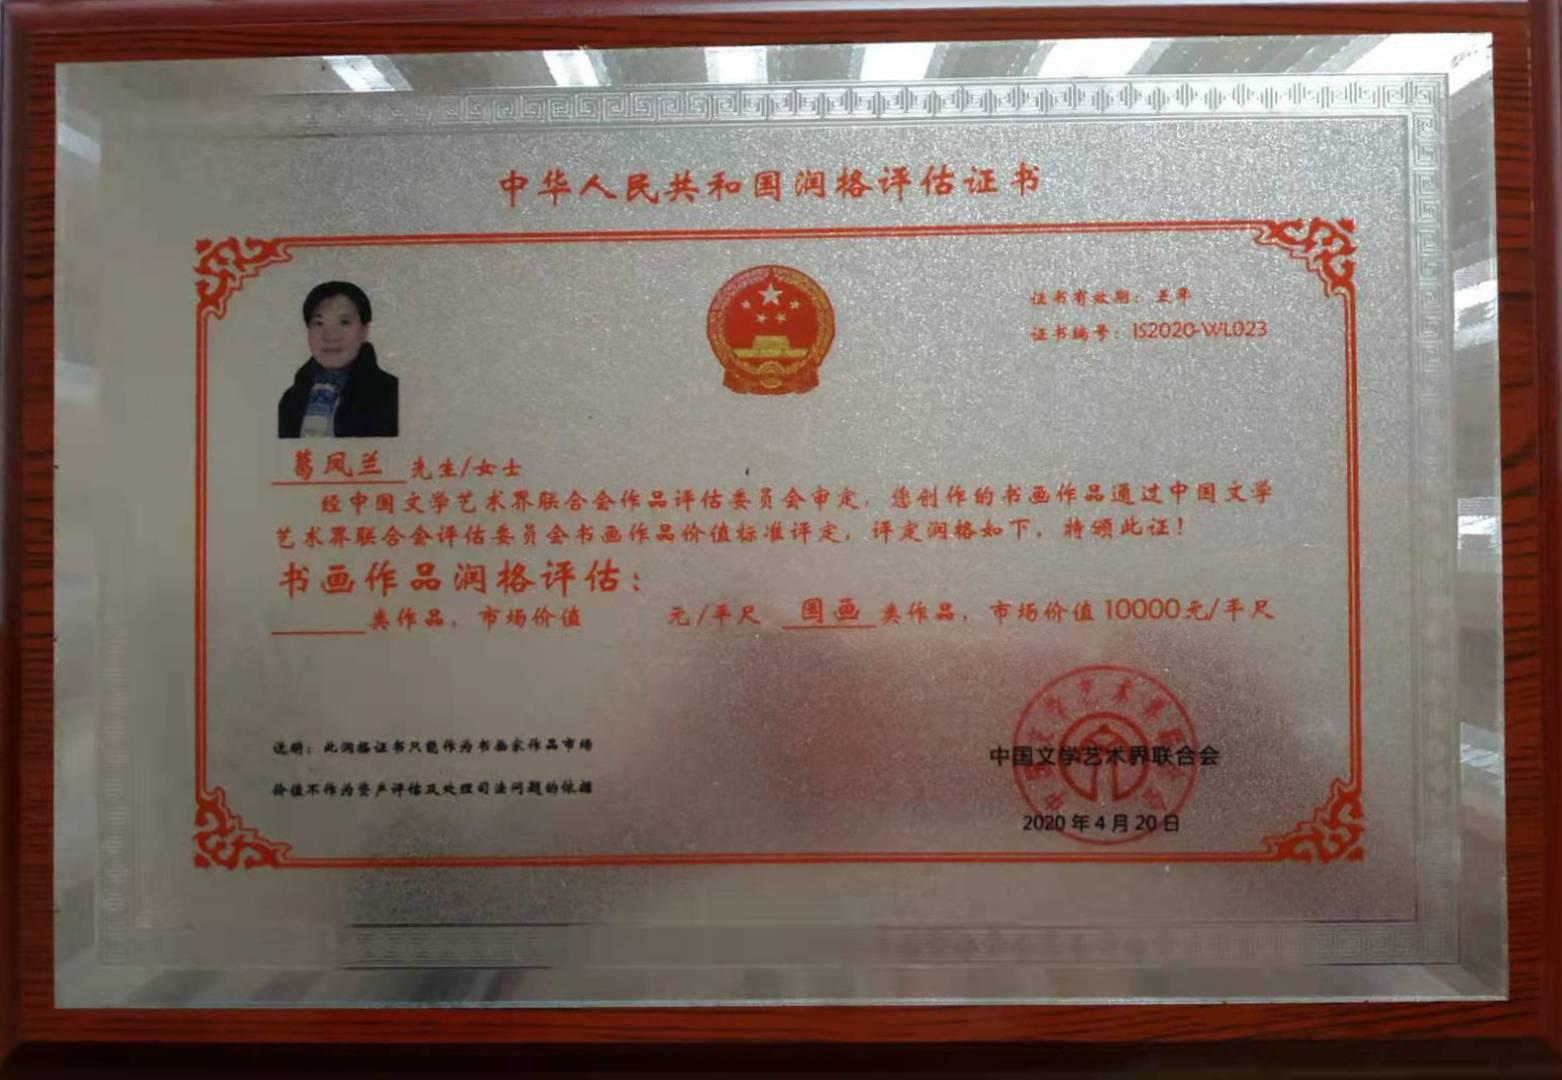 中华人民共和国润格评估证书
证书有效期：五年
证书编号：IS2020-WL023
葛凤兰 先生/女士
经中国文学艺术界联合会作品评估委员会审定，您创作的书画作品通过中国文学
艺术界联合会评估委员会书画作品价值标准评定，评定润格如下，特颁此证！
书画作品润格评估：
类作品，市场价值 元/平尺 国画 类作品，市场价值10000元/平尺
说明：此润格证书只能作为书画家作品市场
价值不作为资产评估及处理司法问题的依据
中国文学艺术界联合会
2020年4月20日